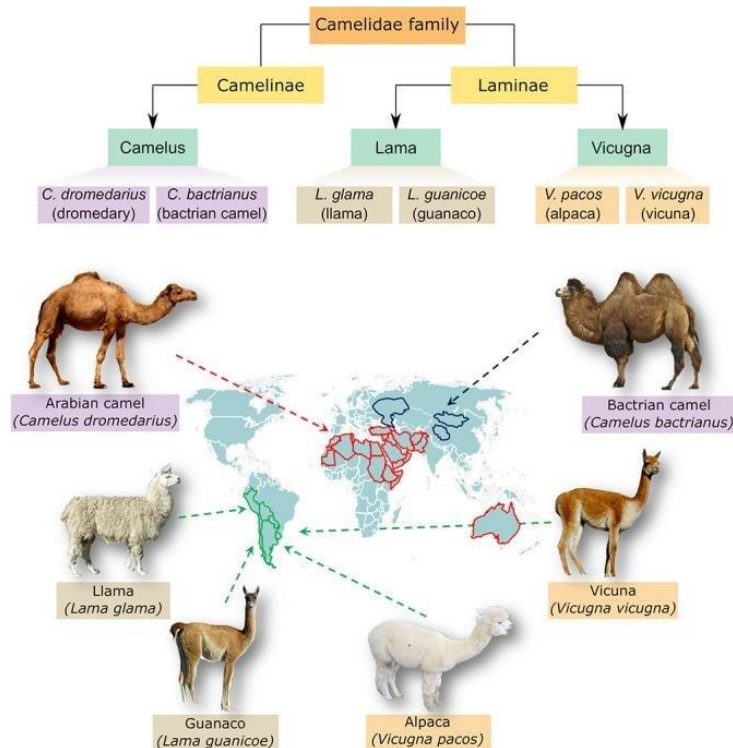 Camelidae family
Camelinae
Laminae
Camelus
Lama
Vicugna
C. dromedarius
(dromedary)
C. bactrianus
(bactrian camel)
L. glama
(llama)
L. guanicoe
(guanaco)
V. pacos
(alpaca)
V. vicugna
(vicuna)
Arabian camel
(Camelus dromedarius)
Bactrian camel
(Camelus bactrianus)
Llama
(Lama glama)
Vicuna
(Vicugna vicugna)
Guanaco
(Lama guanicoe)
Alpaca
(Vicugna pacos)